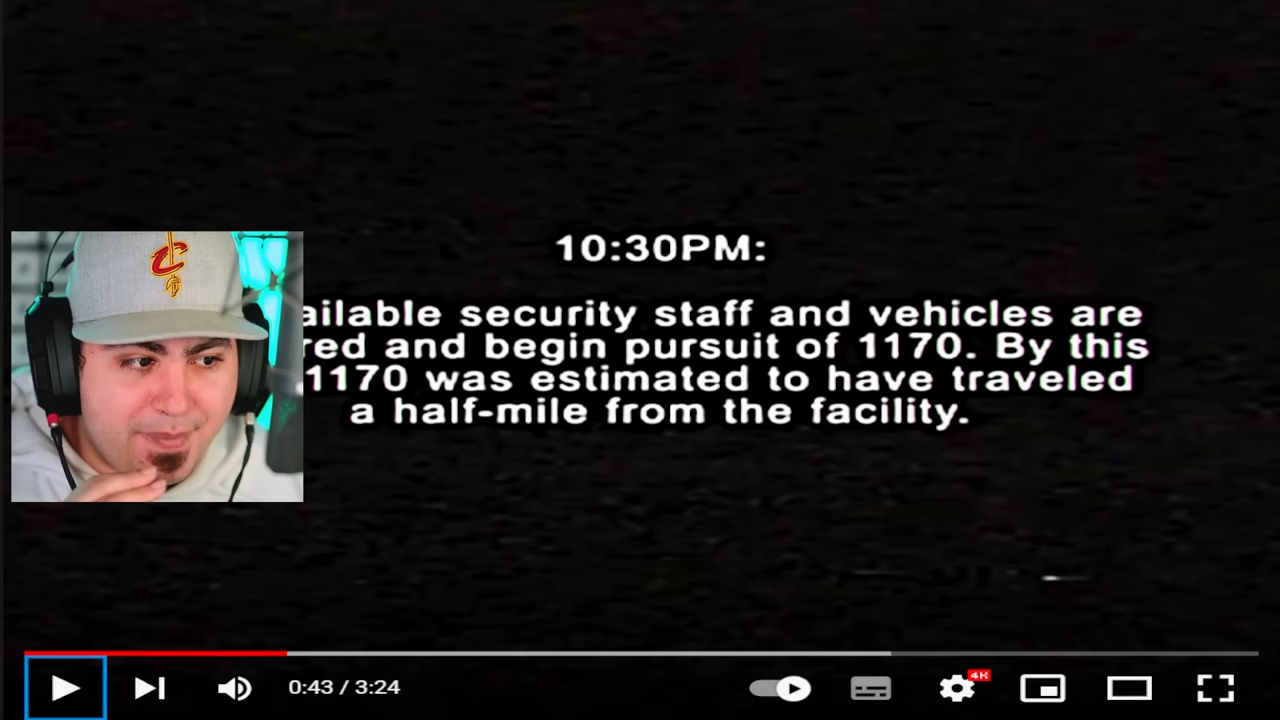 10:30PM:
ailable security staff and vehicles are
red and begin pursuit of 1170. By this
1170 was estimated to have traveled
a half-mile from the facility.
0:43 / 3:24
4K